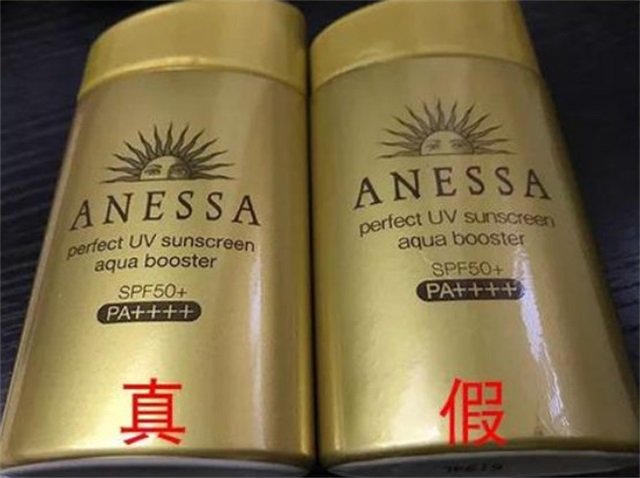 ANESSA
perfect UV sunscreen
aqua booster
SPF50+
PA++++
真
ANESSA
perfect UV sunscreen
aqua booster
SPF50+
PA++++
假